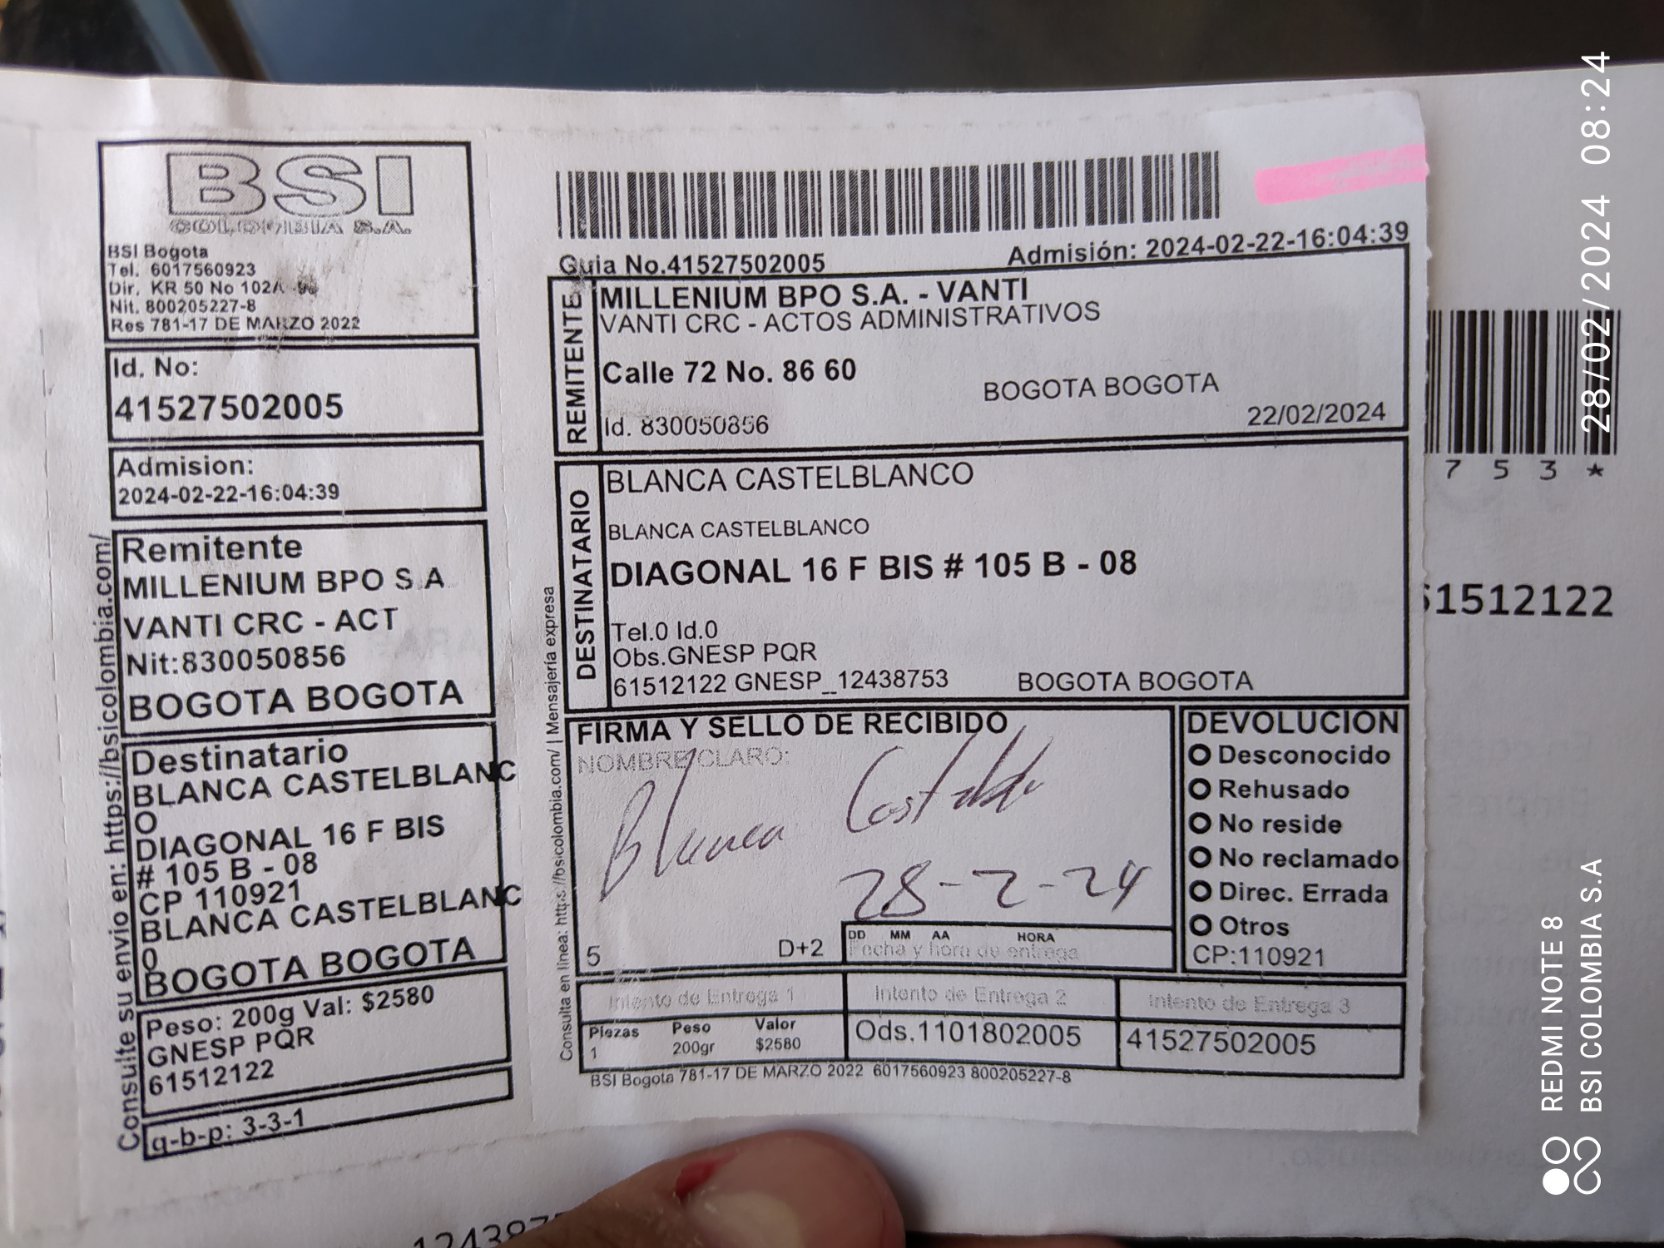 BSI
COLOMBIA S.A.
BSI Bogota
Tel. 6017560923
Dir. KR 50 No 102A
Nit. 800205227-8
Res 781-17 DE MARZO 2022
Id. No:
41527502005
Admision:
2024-02-22-16:04:39
Remitente
MILLENIUM BPO S.A
VANTI CRC - ACT
Nit:830050856
BOGOTA BOGOTA
Destinatario
BLANCA CASTELBLANC
O
DIAGONAL 16 F BIS
# 105 B - 08
CP 110921
BLANCA CASTELBLANC
O
BOGOTA BOGOTA
Peso: 200g Val: $2580
GNESP PQR
61512122
g-b-p: 3-3-1
Consulte su envio en: https://bsicolombia.com/
Guia No.41527502005
Admisión: 2024-02-22-16:04:39
REMITENTE
MILLENIUM BPO S.A. - VANTI
VANTI CRC - ACTOS ADMINISTRATIVOS
Calle 72 No. 86 60
BOGOTA BOGOTA
22/02/2024
Id. 830050856
DESTINATARIO
BLANCA CASTELBLANCO
BLANCA CASTELBLANCO
DIAGONAL 16 F BIS # 105 B - 08
Tel.0 Id.0
Obs.GNESP PQR
61512122 GNESP_12438753
BOGOTA BOGOTA
Consulta en línea: https://bsicolombia.com/ | Mensajería expresa
FIRMA Y SELLO DE RECIBIDO
NOMBRE CLARO:
Blanca
28-2-24
5
D+2
DD MM AA HORA
Fecha y hora de entrega
DEVOLUCION
Desconocido
Rehusado
No reside
No reclamado
Direc. Errada
Otros
CP:110921
Intento de Entrega 1
Intento de Entrega 2
Intento de Entrega 3
Piezas Peso Valor
1 200gr $2580
Ods.1101802005
41527502005
BSI Bogota 781-17 DE MARZO 2022 6017560923 800205227-8
753*
1512122
28/02/2024 08:24
REDMI NOTE 8
BSI COLOMBIA S.A